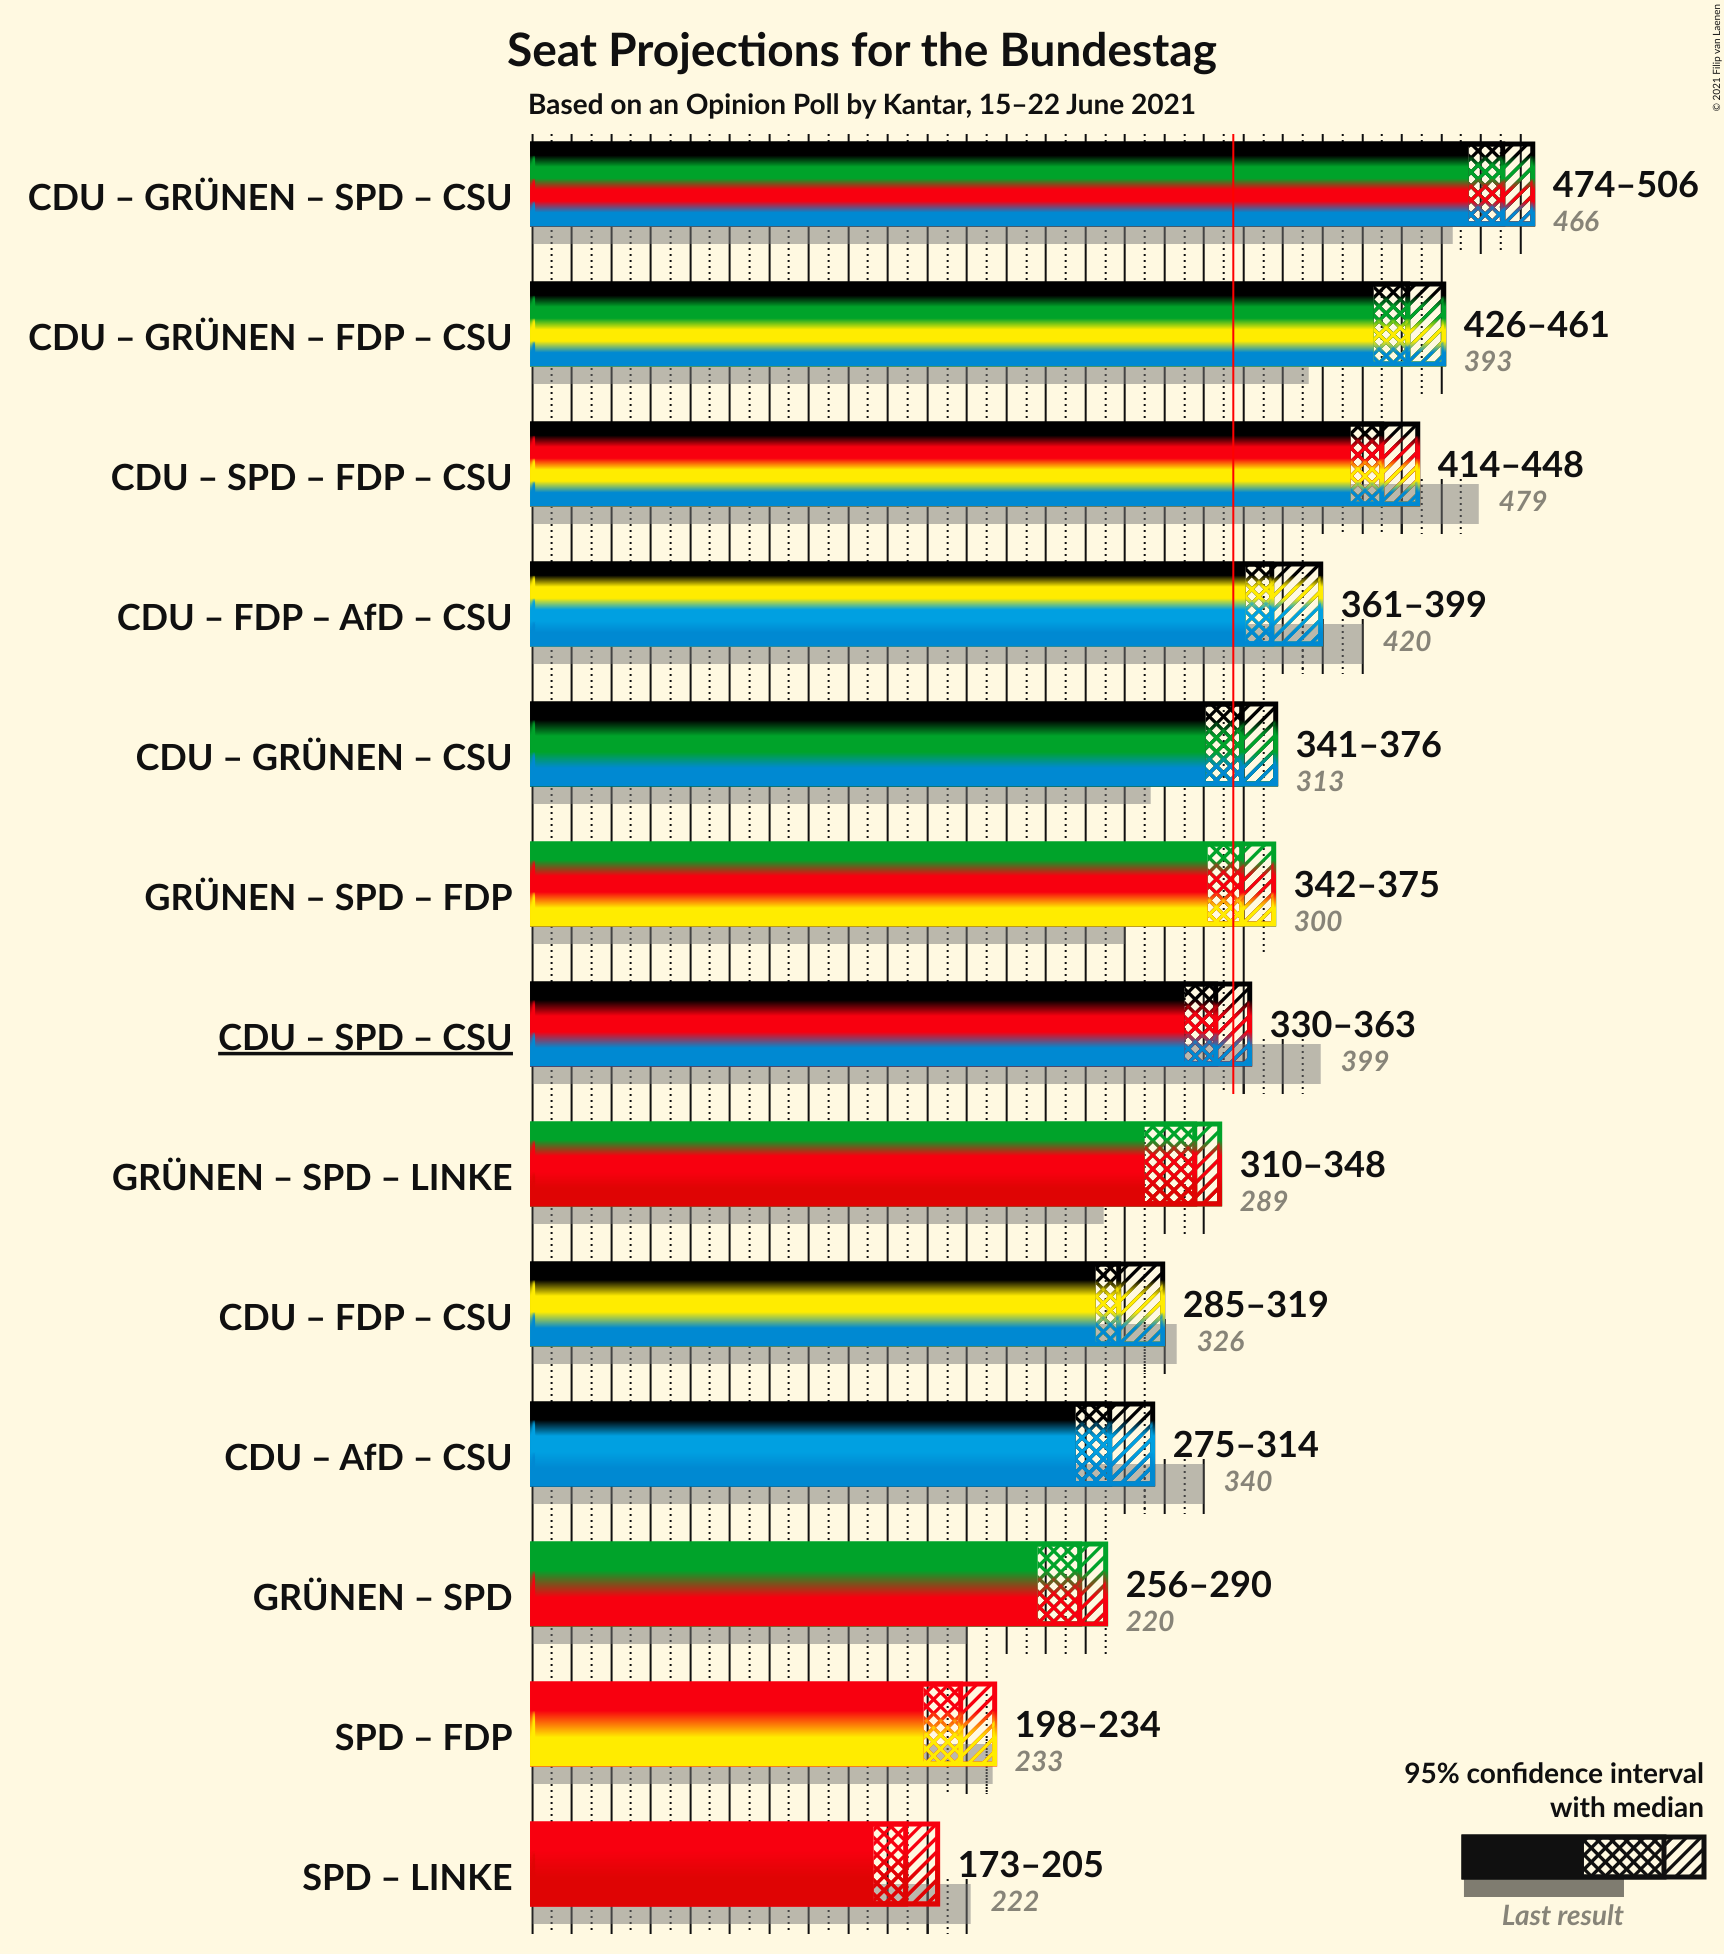 Seat Projections for the Bundestag
Based on an Opinion Poll by Kantar, 15–22 June 2021
© 2021 Filip van Laenen
CDU – GRÜNEN – SPD – CSU
474–506
466
CDU – GRÜNEN – FDP – CSU
426–461
393
CDU – SPD – FDP – CSU
414–448
479
CDU – FDP – AfD – CSU
361–399
420
CDU – GRÜNEN – CSU
341–376
313
GRÜNEN – SPD – FDP
342–375
300
CDU – SPD – CSU
330–363
399
GRÜNEN – SPD – LINKE
310–348
289
CDU – FDP – CSU
285–319
326
CDU – AfD – CSU
275–314
340
GRÜNEN – SPD
256–290
220
SPD – FDP
198–234
233
SPD – LINKE
173–205
222
95% confidence interval
with median
Last result